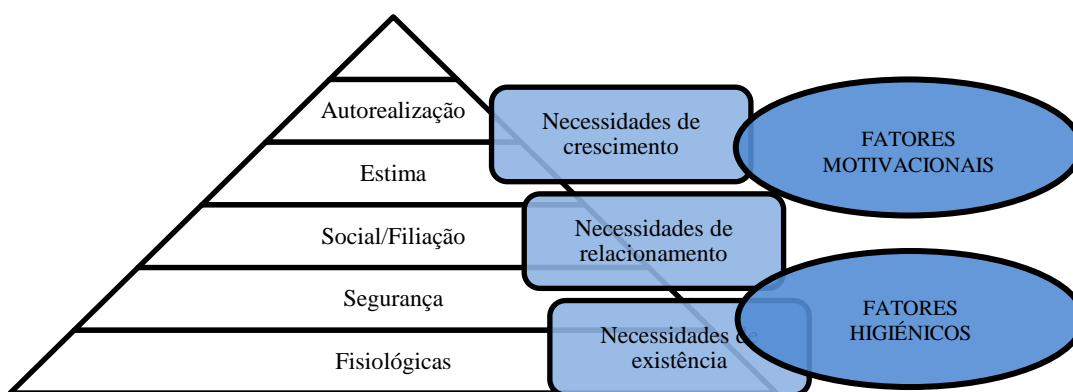 Autorealização
Estima
Social/Filiação
Segurança
Fisiológicas
Necessidades de
crescimento
Necessidades de
relacionamento
Necessidades de
existência
FATORES
MOTIVACIONAIS
FATORES
HIGIÉNICOS